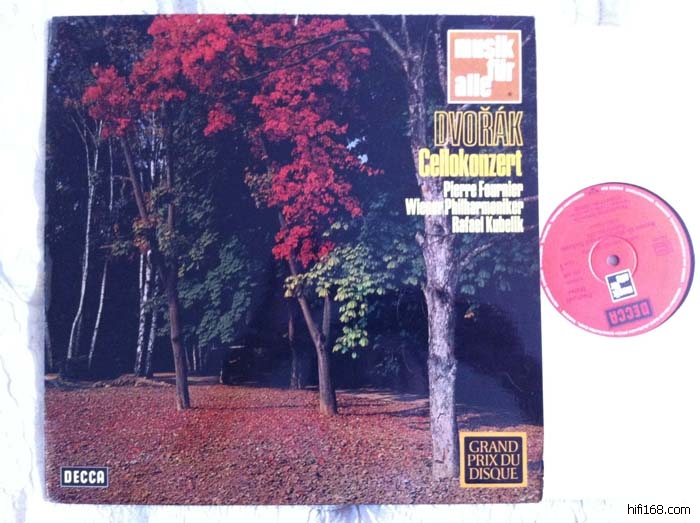 musik
für
alle
DVOŘÁK
Cellokonzert
Pierre Fournier
Wiener Philharmoniker
Rafael Kubelik
DECCA
GRAND
PRIX DU
DISQUE
DECCA
hifi168.com